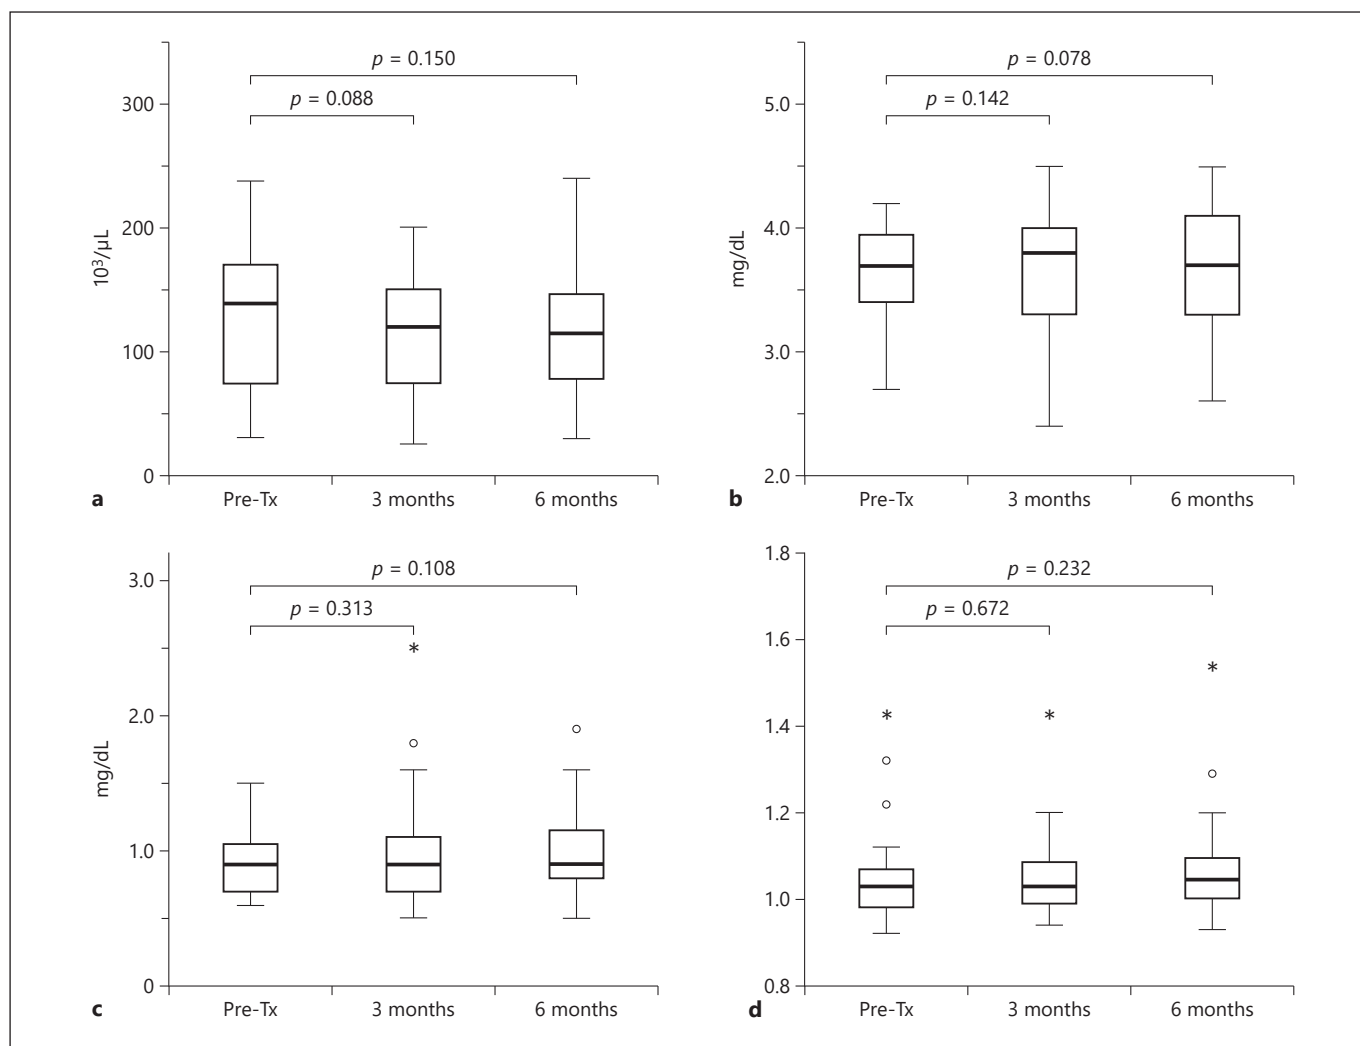 p = 0.150
p = 0.088
300
200
100
0
10³/µL
Pre-Tx 3 months 6 months
a
p = 0.078
p = 0.142
5.0
4.0
3.0
2.0
mg/dL
Pre-Tx 3 months 6 months
b
p = 0.108
p = 0.313
3.0
2.0
1.0
0
mg/dL
*
Pre-Tx 3 months 6 months
c
p = 0.232
p = 0.672
1.8
1.6
1.4
1.2
1.0
0.8
*
* *
Pre-Tx 3 months 6 months
d